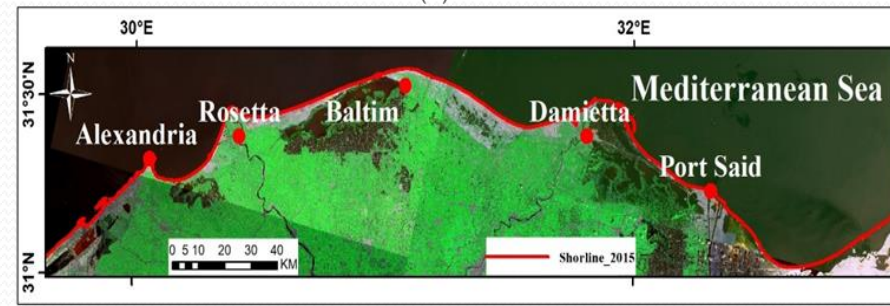 30°E
32°E
N
31°30'N
31°N
Mediterranean Sea
Rosetta
Baltim
Damietta
Alexandria
Port Said
0 5 10 20 30 40
KM
Shorline_2015